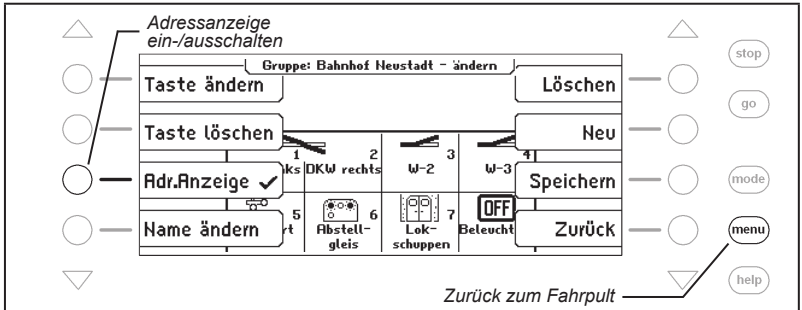 Adressanzeige
ein-/ausschalten
stop
Gruppe: Bahnhof Neustadt - ändern
Taste ändern
Löschen
go
Taste löschen
Neu
1 2 3 4
ks DKW rechts W-2 W-3
Adr.Anzeige ✓
Speichern
mode
OFF
5 6 7
Name ändern
rt Abstell- Lok- Beleucht
gleis schuppen
Zurück
menu
help
Zurück zum Fahrpult